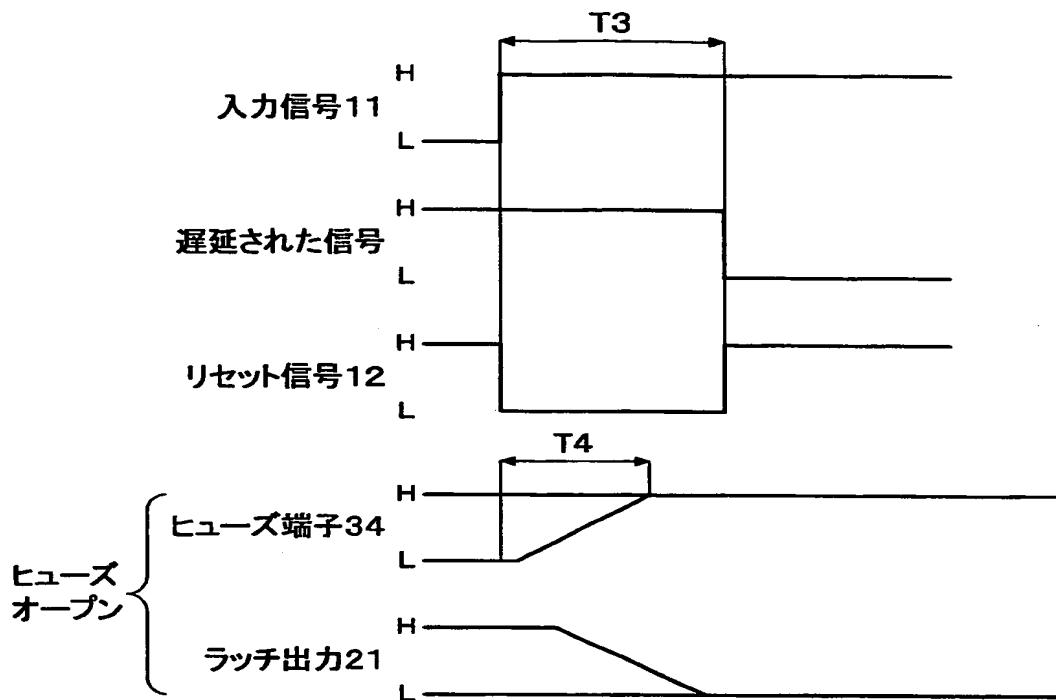 T3
H
入力信号11
L
H
遅延された信号
L
H
リセット信号12
L
T4
H
ヒューズ端子34
L
ヒューズ
オープン
H
ラッチ出力21
L